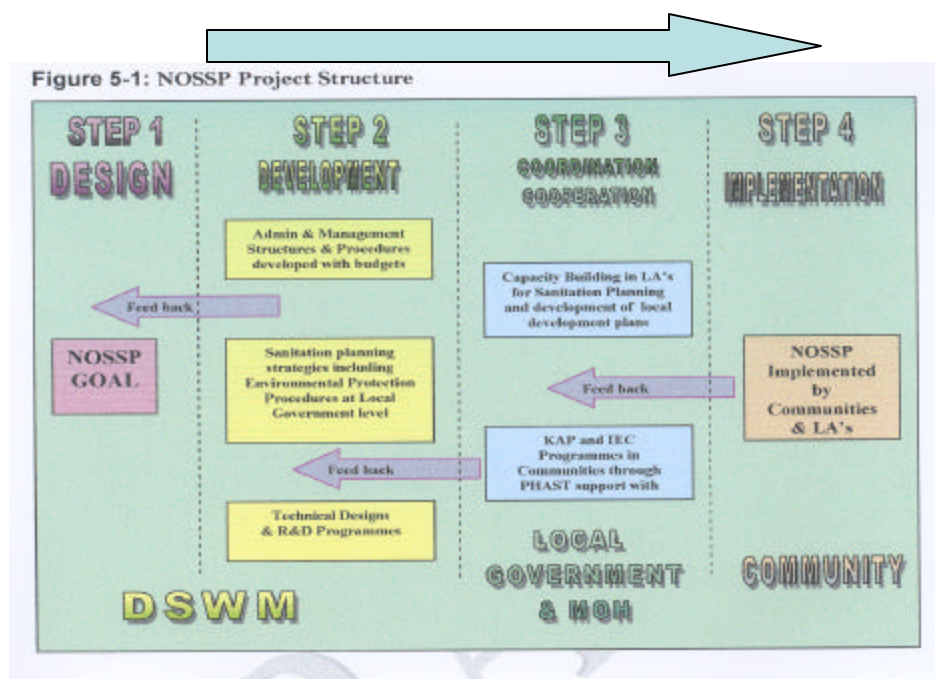 Figure 5-1: NOSSP Project Structure
STEP 1
DESIGN
NOSSP
GOAL
STEP 2
DEVELOPMENT
Admin & Management
Structures & Procedures
developed with budgets
Feed back
Sanitation planning
strategies including
Environmental Protection
Procedures at Local
Government level
Feed back
Technical Designs
& R&D Programmes
DSWM
STEP 3
COORDINATION
COOPERATION
Capacity Building in LA's
for Sanitation Planning
and development of local
development plans
Feed back
KAP and IEC
Programmes in
Communities through
PHAST support with
LOCAL
GOVERNMENT
& MOH
STEP 4
IMPLEMENTATION
NOSSP
Implemented
by
Communities
& LA's
COMMUNITY